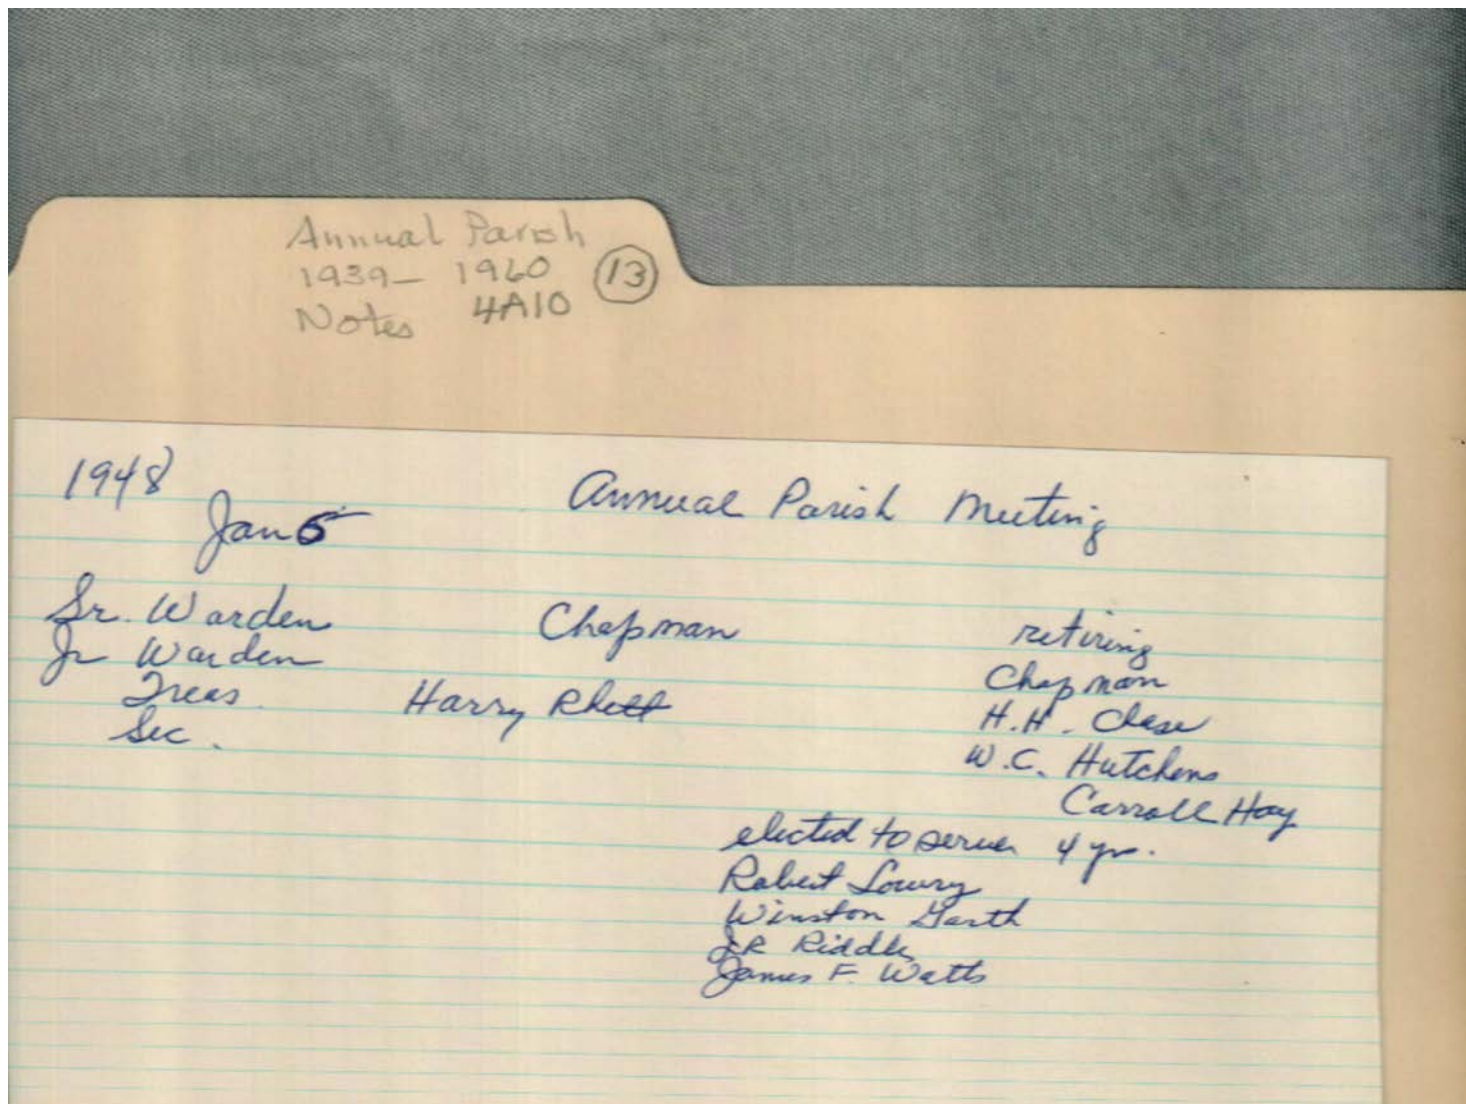 Annual Parish
1939- 1960 (13)
Notes 4A10
1948
Jan 5
Annual Parish Meeting
Sr. Warden Chapman
Jr Warden
Treas. Harry Rhett
Sec.
retiring
Chapman
H.H. Chase
W.C. Hutchens
Carroll Hay
elected to serve 4 yrs.
Robert Lowry
Winston Garth
Riddle
James F. Watts